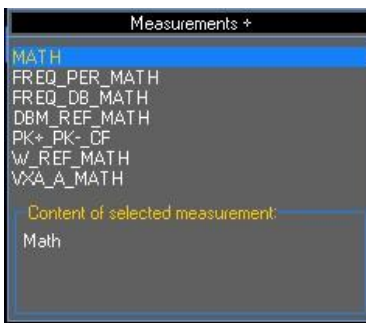 Measurements +
MATH
FREQ_PER_MATH
FREQ_DB_MATH
DBM_REF_MATH
PK+_PK-_CF
W_REF_MATH
VXA_A_MATH
Content of selected measurement:
Math